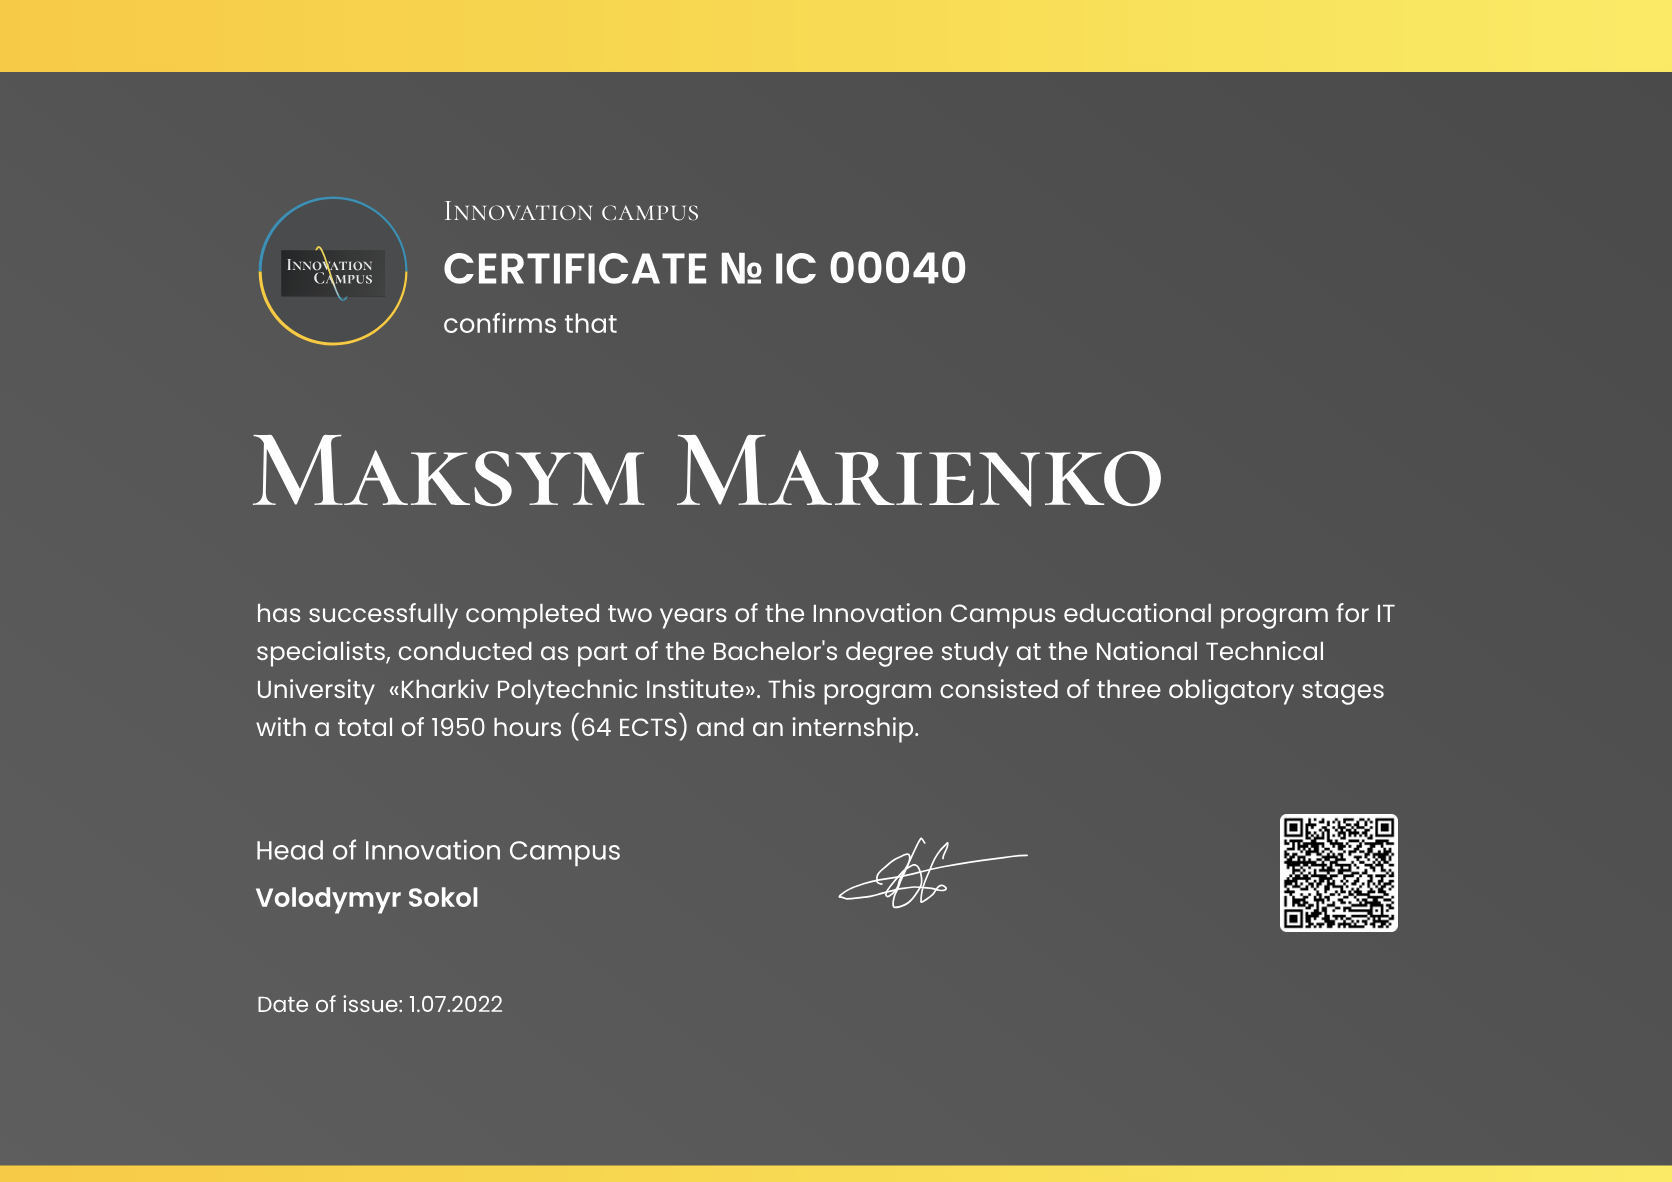 Innovation Campus
Innovation campus
CERTIFICATE № IC 00040
confirms that
Maksym Marienko
has successfully completed two years of the Innovation Campus educational program for IT
specialists, conducted as part of the Bachelor's degree study at the National Technical
University «Kharkiv Polytechnic Institute». This program consisted of three obligatory stages
with a total of 1950 hours (64 ECTS) and an internship.
Head of Innovation Campus
Volodymyr Sokol
Date of issue: 1.07.2022